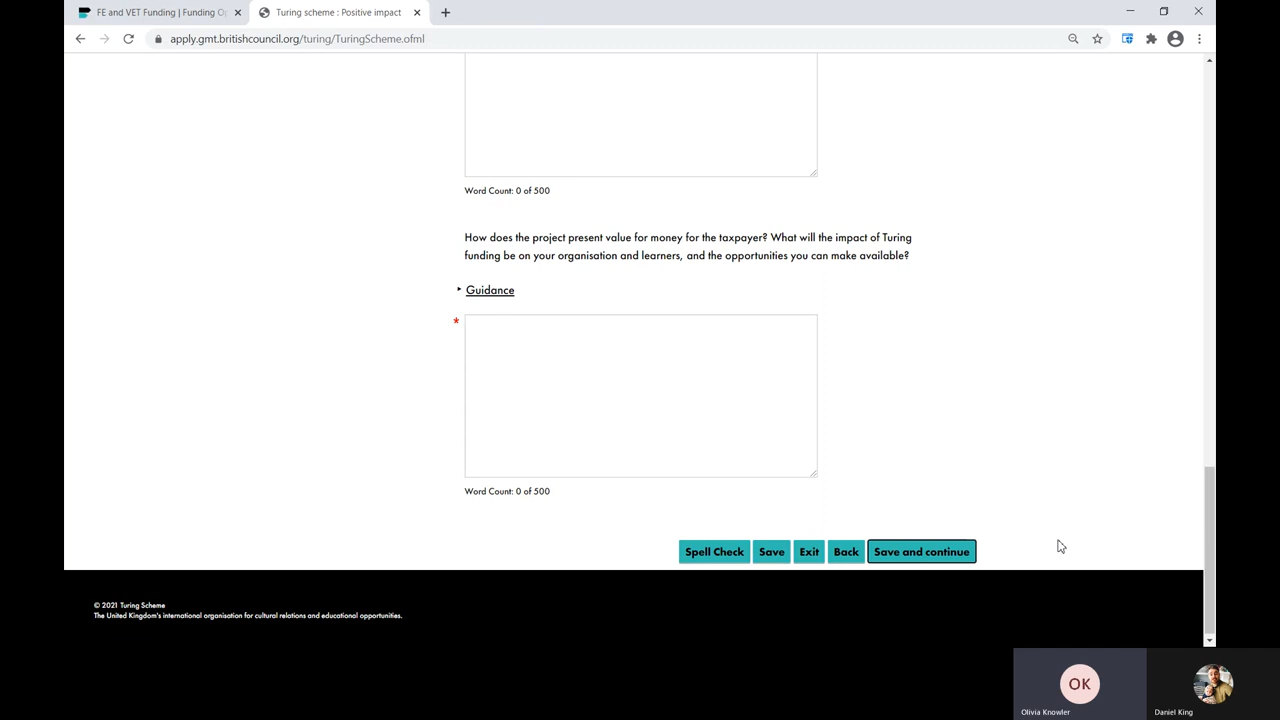 FE and VET Funding | Funding Op
Turing scheme : Positive impact
apply.gmt.britishcouncil.org/turing/TuringScheme.ofml
Word Count: 0 of 500
How does the project present value for money for the taxpayer? What will the impact of Turing
funding be on your organisation and learners, and the opportunities you can make available?
Guidance
*
Word Count: 0 of 500
Spell Check Save Exit Back Save and continue
© 2021 Turing Scheme
The United Kingdom's international organisation for cultural relations and educational opportunities.
OK
Olivia Knowler Daniel King